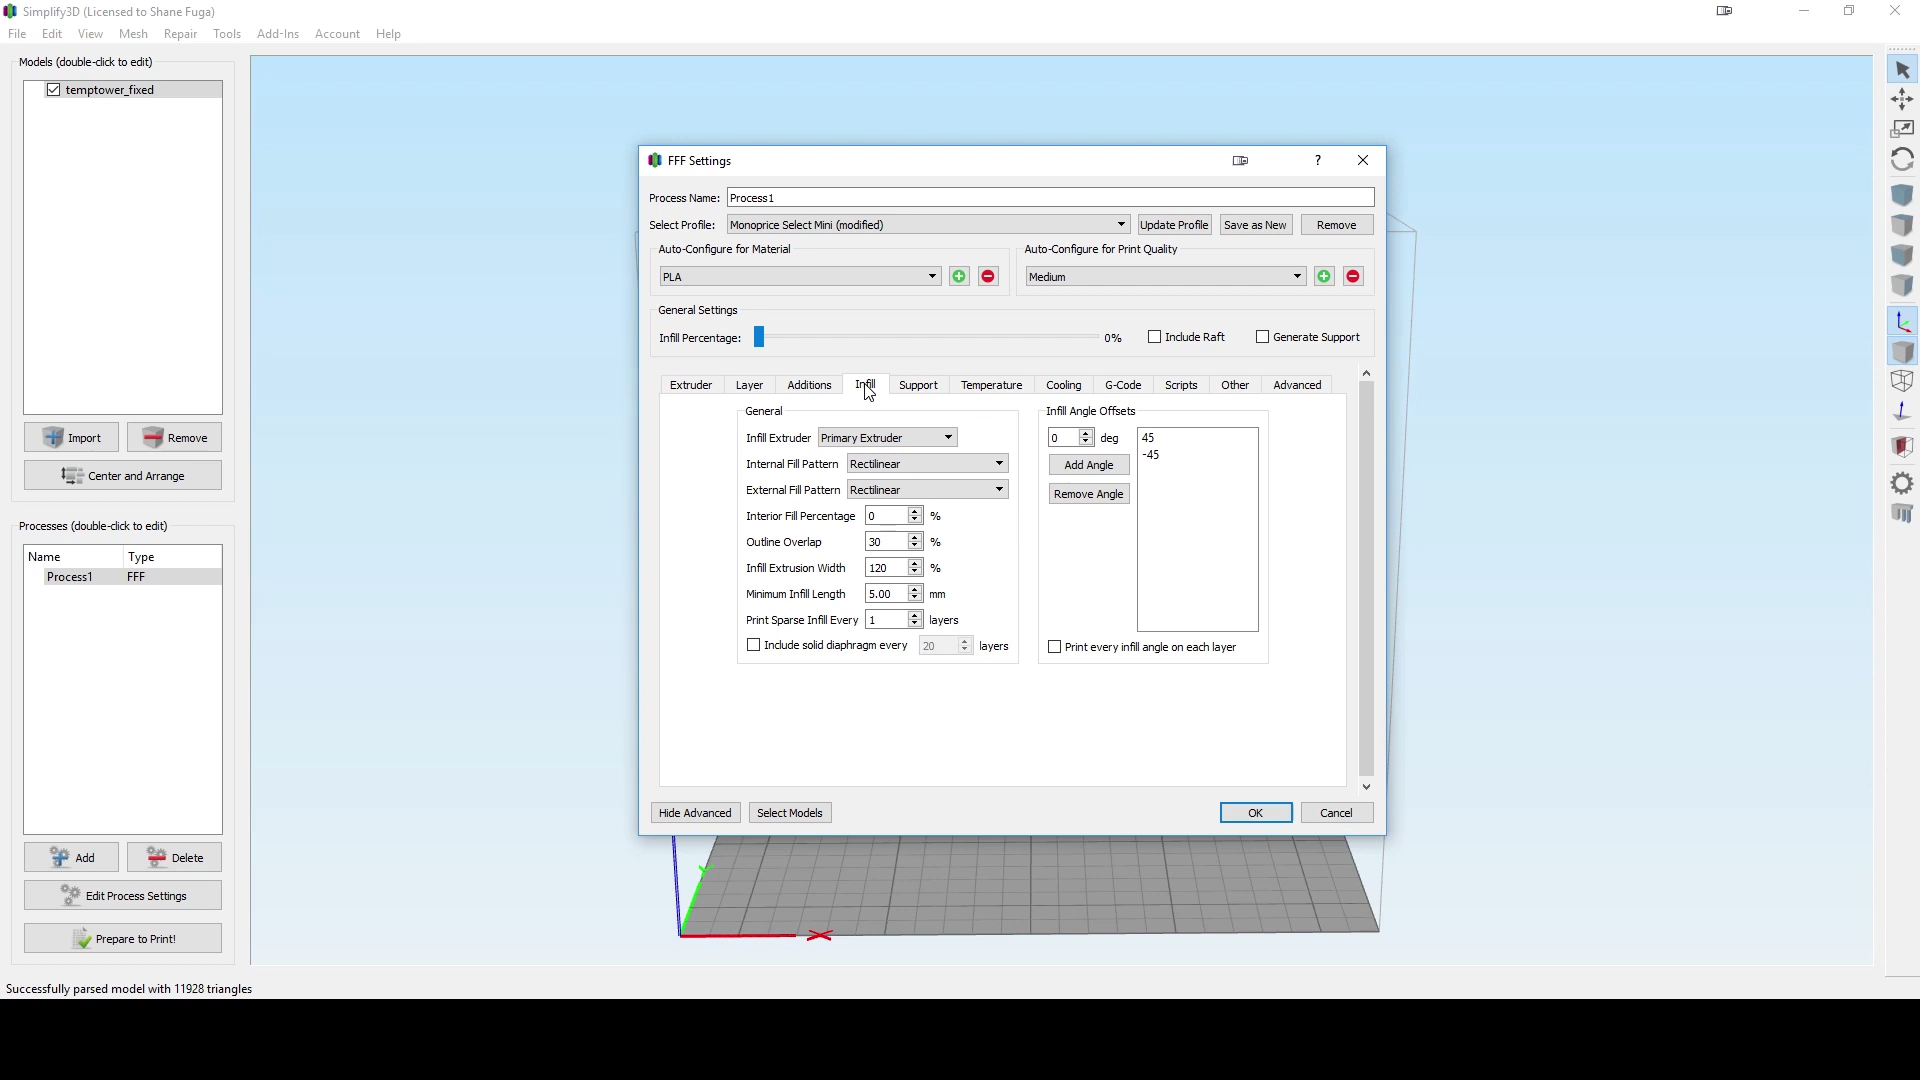 Simplify3D (Licensed to Shane Fuga)
File Edit View Mesh Repair Tools Add-Ins Account Help
Models (double-click to edit)
temptower_fixed
Import Remove
Center and Arrange
Processes (double-click to edit)
Name Type
Process1 FFF
Add Delete
Edit Process Settings
Prepare to Print!
Successfully parsed model with 11928 triangles
FFF Settings ?
Process Name: Process1
Select Profile: Monoprice Select Mini (modified) Update Profile Save as New Remove
Auto-Configure for Material Auto-Configure for Print Quality
PLA Medium
General Settings
Infill Percentage: 0% Include Raft Generate Support
Extruder Layer Additions Infill Support Temperature Cooling G-Code Scripts Other Advanced
General
Infill Extruder Primary Extruder
Internal Fill Pattern Rectilinear
External Fill Pattern Rectilinear
Interior Fill Percentage 0 %
Outline Overlap 30 %
Infill Extrusion Width 120 %
Minimum Infill Length 5.00 mm
Print Sparse Infill Every 1 layers
Include solid diaphragm every 20 layers
Infill Angle Offsets
0 deg 45
-45
Add Angle
Remove Angle
Print every infill angle on each layer
Hide Advanced Select Models OK Cancel